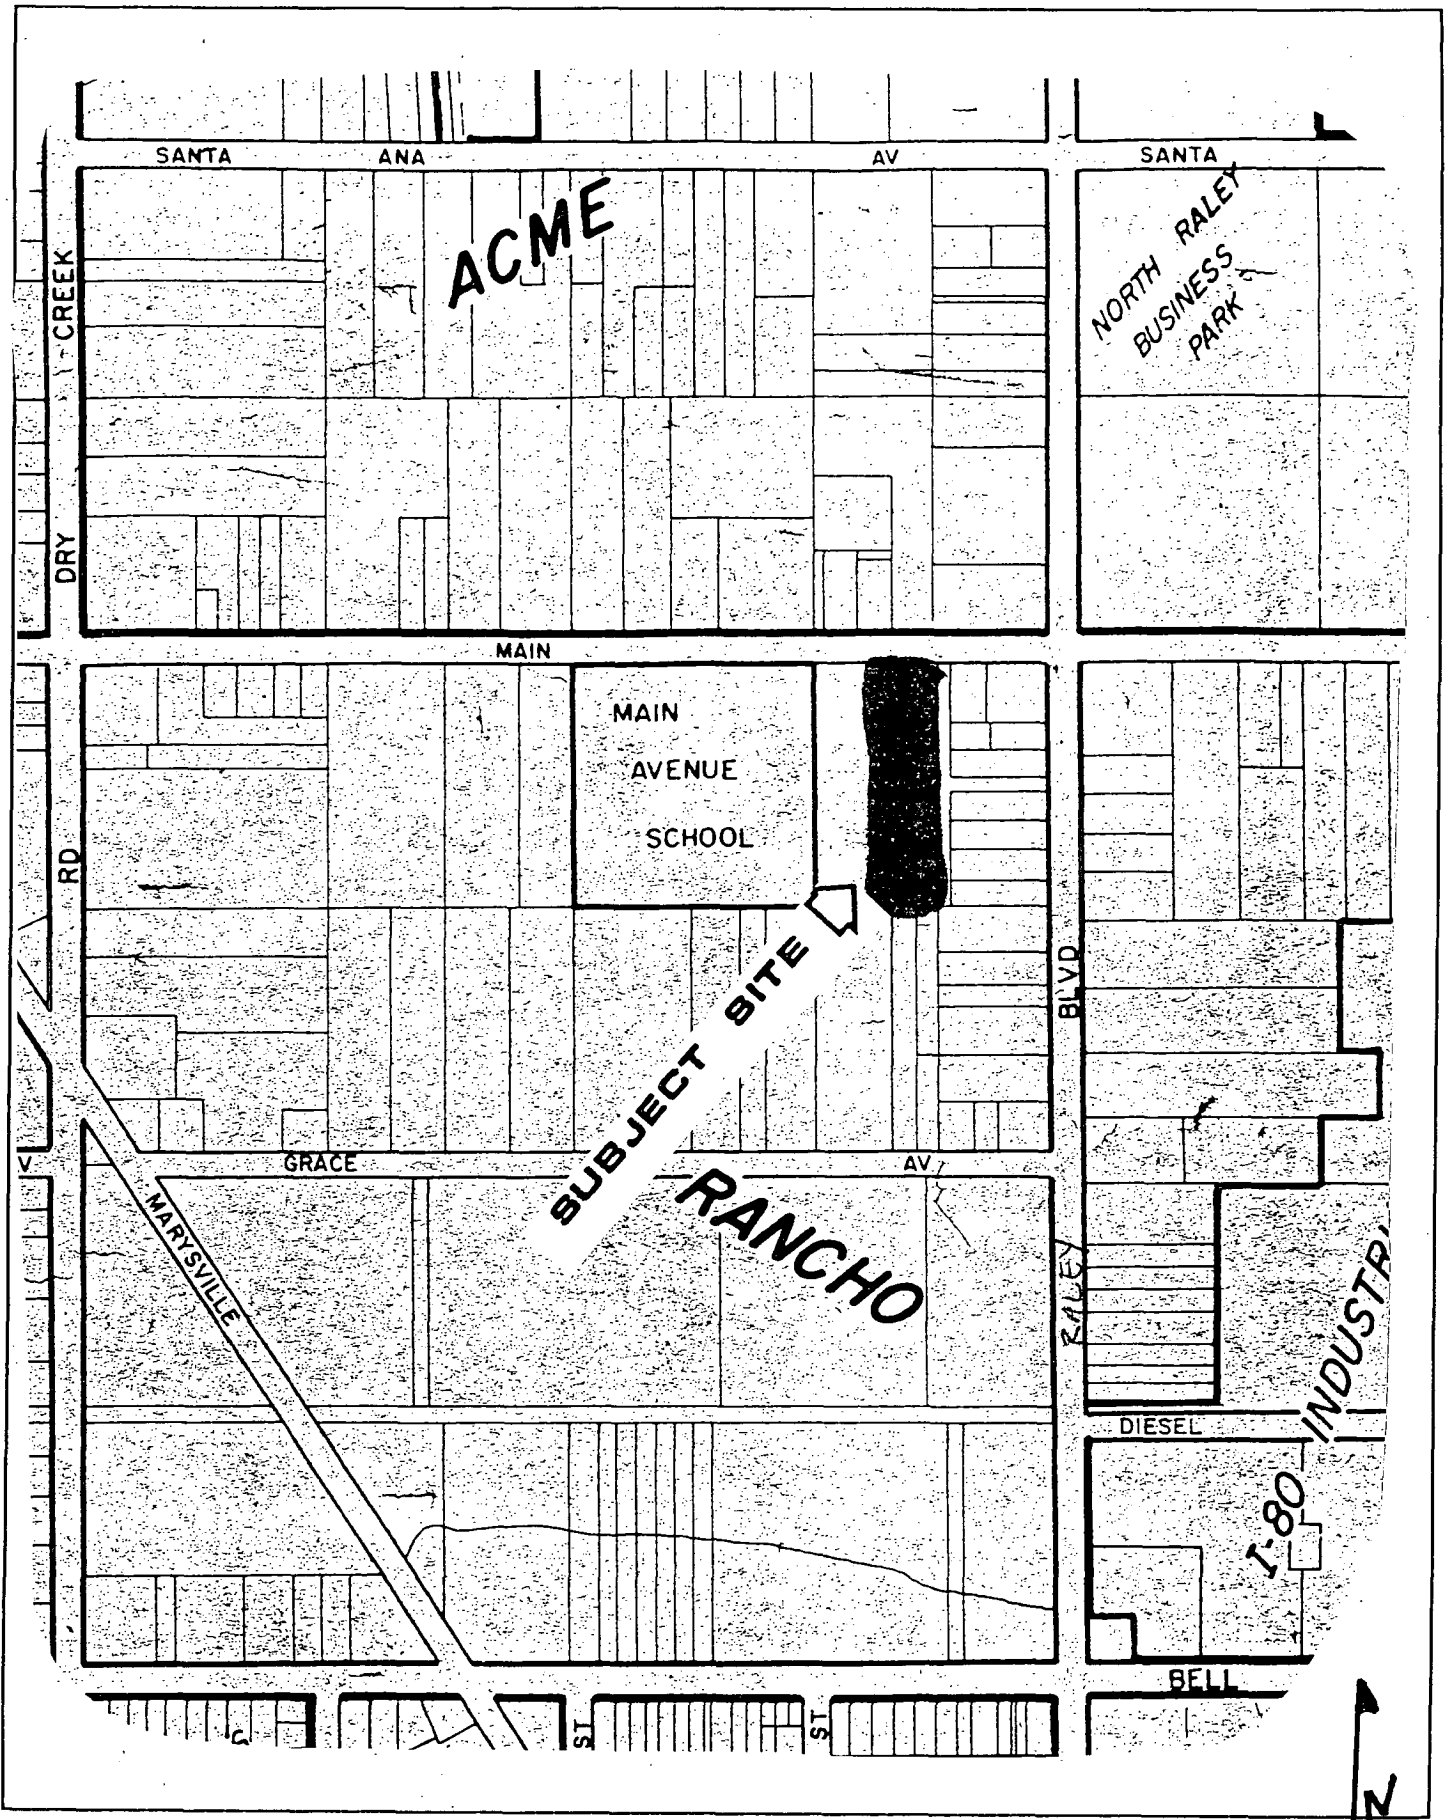 SANTA ANA AV SANTA
ACME
NORTH RALEY
BUSINESS
PARK
DRY CREEK
MAIN
MAIN
AVENUE
SCHOOL
RD
SUBJECT SITE
BLVD
V
GRACE AV
RANCHO
MARYSVILLE
RALEY
INDUSTRI
DIESEL
I-80
BELL
ST
ST
N